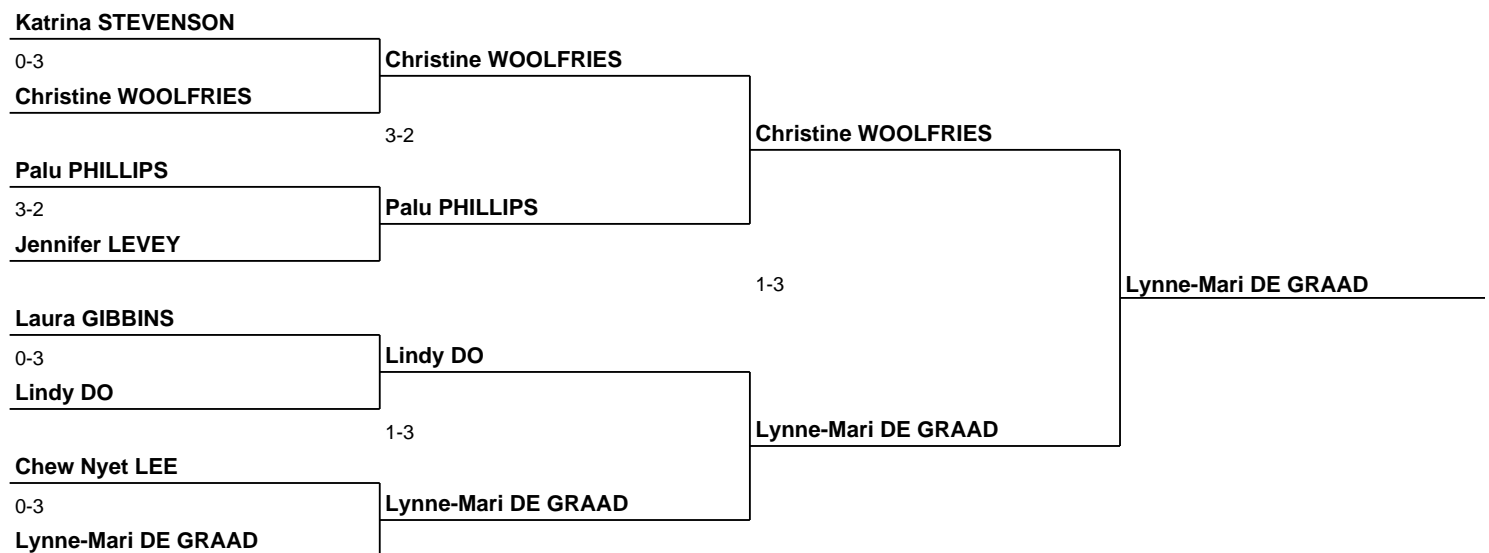 Katrina STEVENSON
0-3
Christine WOOLFRIES
Christine WOOLFRIES
3-2
Christine WOOLFRIES
Palu PHILLIPS
3-2
Palu PHILLIPS
Jennifer LEVEY
1-3
Lynne-Mari DE GRAAD
Laura GIBBINS
0-3
Lindy DO
Lindy DO
1-3
Lynne-Mari DE GRAAD
Chew Nyet LEE
0-3
Lynne-Mari DE GRAAD
Lynne-Mari DE GRAAD